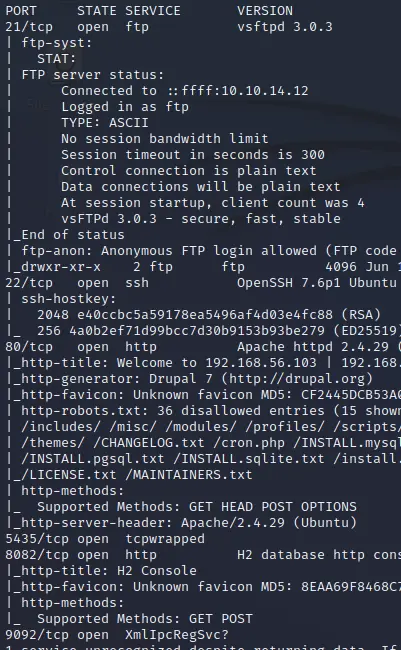 PORT     STATE SERVICE       VERSION
21/tcp   open  ftp           vsftpd 3.0.3
| ftp-syst:
|   STAT:
| FTP server status:
|      Connected to ::ffff:10.10.14.12
|      Logged in as ftp
|      TYPE: ASCII
|      No session bandwidth limit
|      Session timeout in seconds is 300
|      Control connection is plain text
|      Data connections will be plain text
|      At session startup, client count was 4
|      vsFTPd 3.0.3 - secure, fast, stable
|_End of status
| ftp-anon: Anonymous FTP login allowed (FTP code
|_drwxr-xr-x    2 ftp      ftp          4096 Jun 1
22/tcp   open  ssh           OpenSSH 7.6p1 Ubuntu
| ssh-hostkey:
|   2048 e40ccbc5a59178ea5496af4d03e4fc88 (RSA)
|_  256 4a0b2ef71d99bcc7d30b9153b93be279 (ED25519)
80/tcp   open  http          Apache httpd 2.4.29 (
|_http-title: Welcome to 192.168.56.103 | 192.168.
|_http-generator: Drupal 7 (http://drupal.org)
|_http-favicon: Unknown favicon MD5: CF2445DCB53A0
| http-robots.txt: 36 disallowed entries (15 shown
| /includes/ /misc/ /modules/ /profiles/ /scripts/
| /themes/ /CHANGELOG.txt /cron.php /INSTALL.mysql
| /INSTALL.pgsql.txt /INSTALL.sqlite.txt /install.
|_/LICENSE.txt /MAINTAINERS.txt
| http-methods:
|_  Supported Methods: GET HEAD POST OPTIONS
|_http-server-header: Apache/2.4.29 (Ubuntu)
5435/tcp open  tcpwrapped
8082/tcp open  http          H2 database http cons
|_http-title: H2 Console
|_http-favicon: Unknown favicon MD5: 8EAA69F8468C7
| http-methods:
|_  Supported Methods: GET POST
9092/tcp open  XmlIpcRegSvc?
1 service unrecognized despite returning data. If